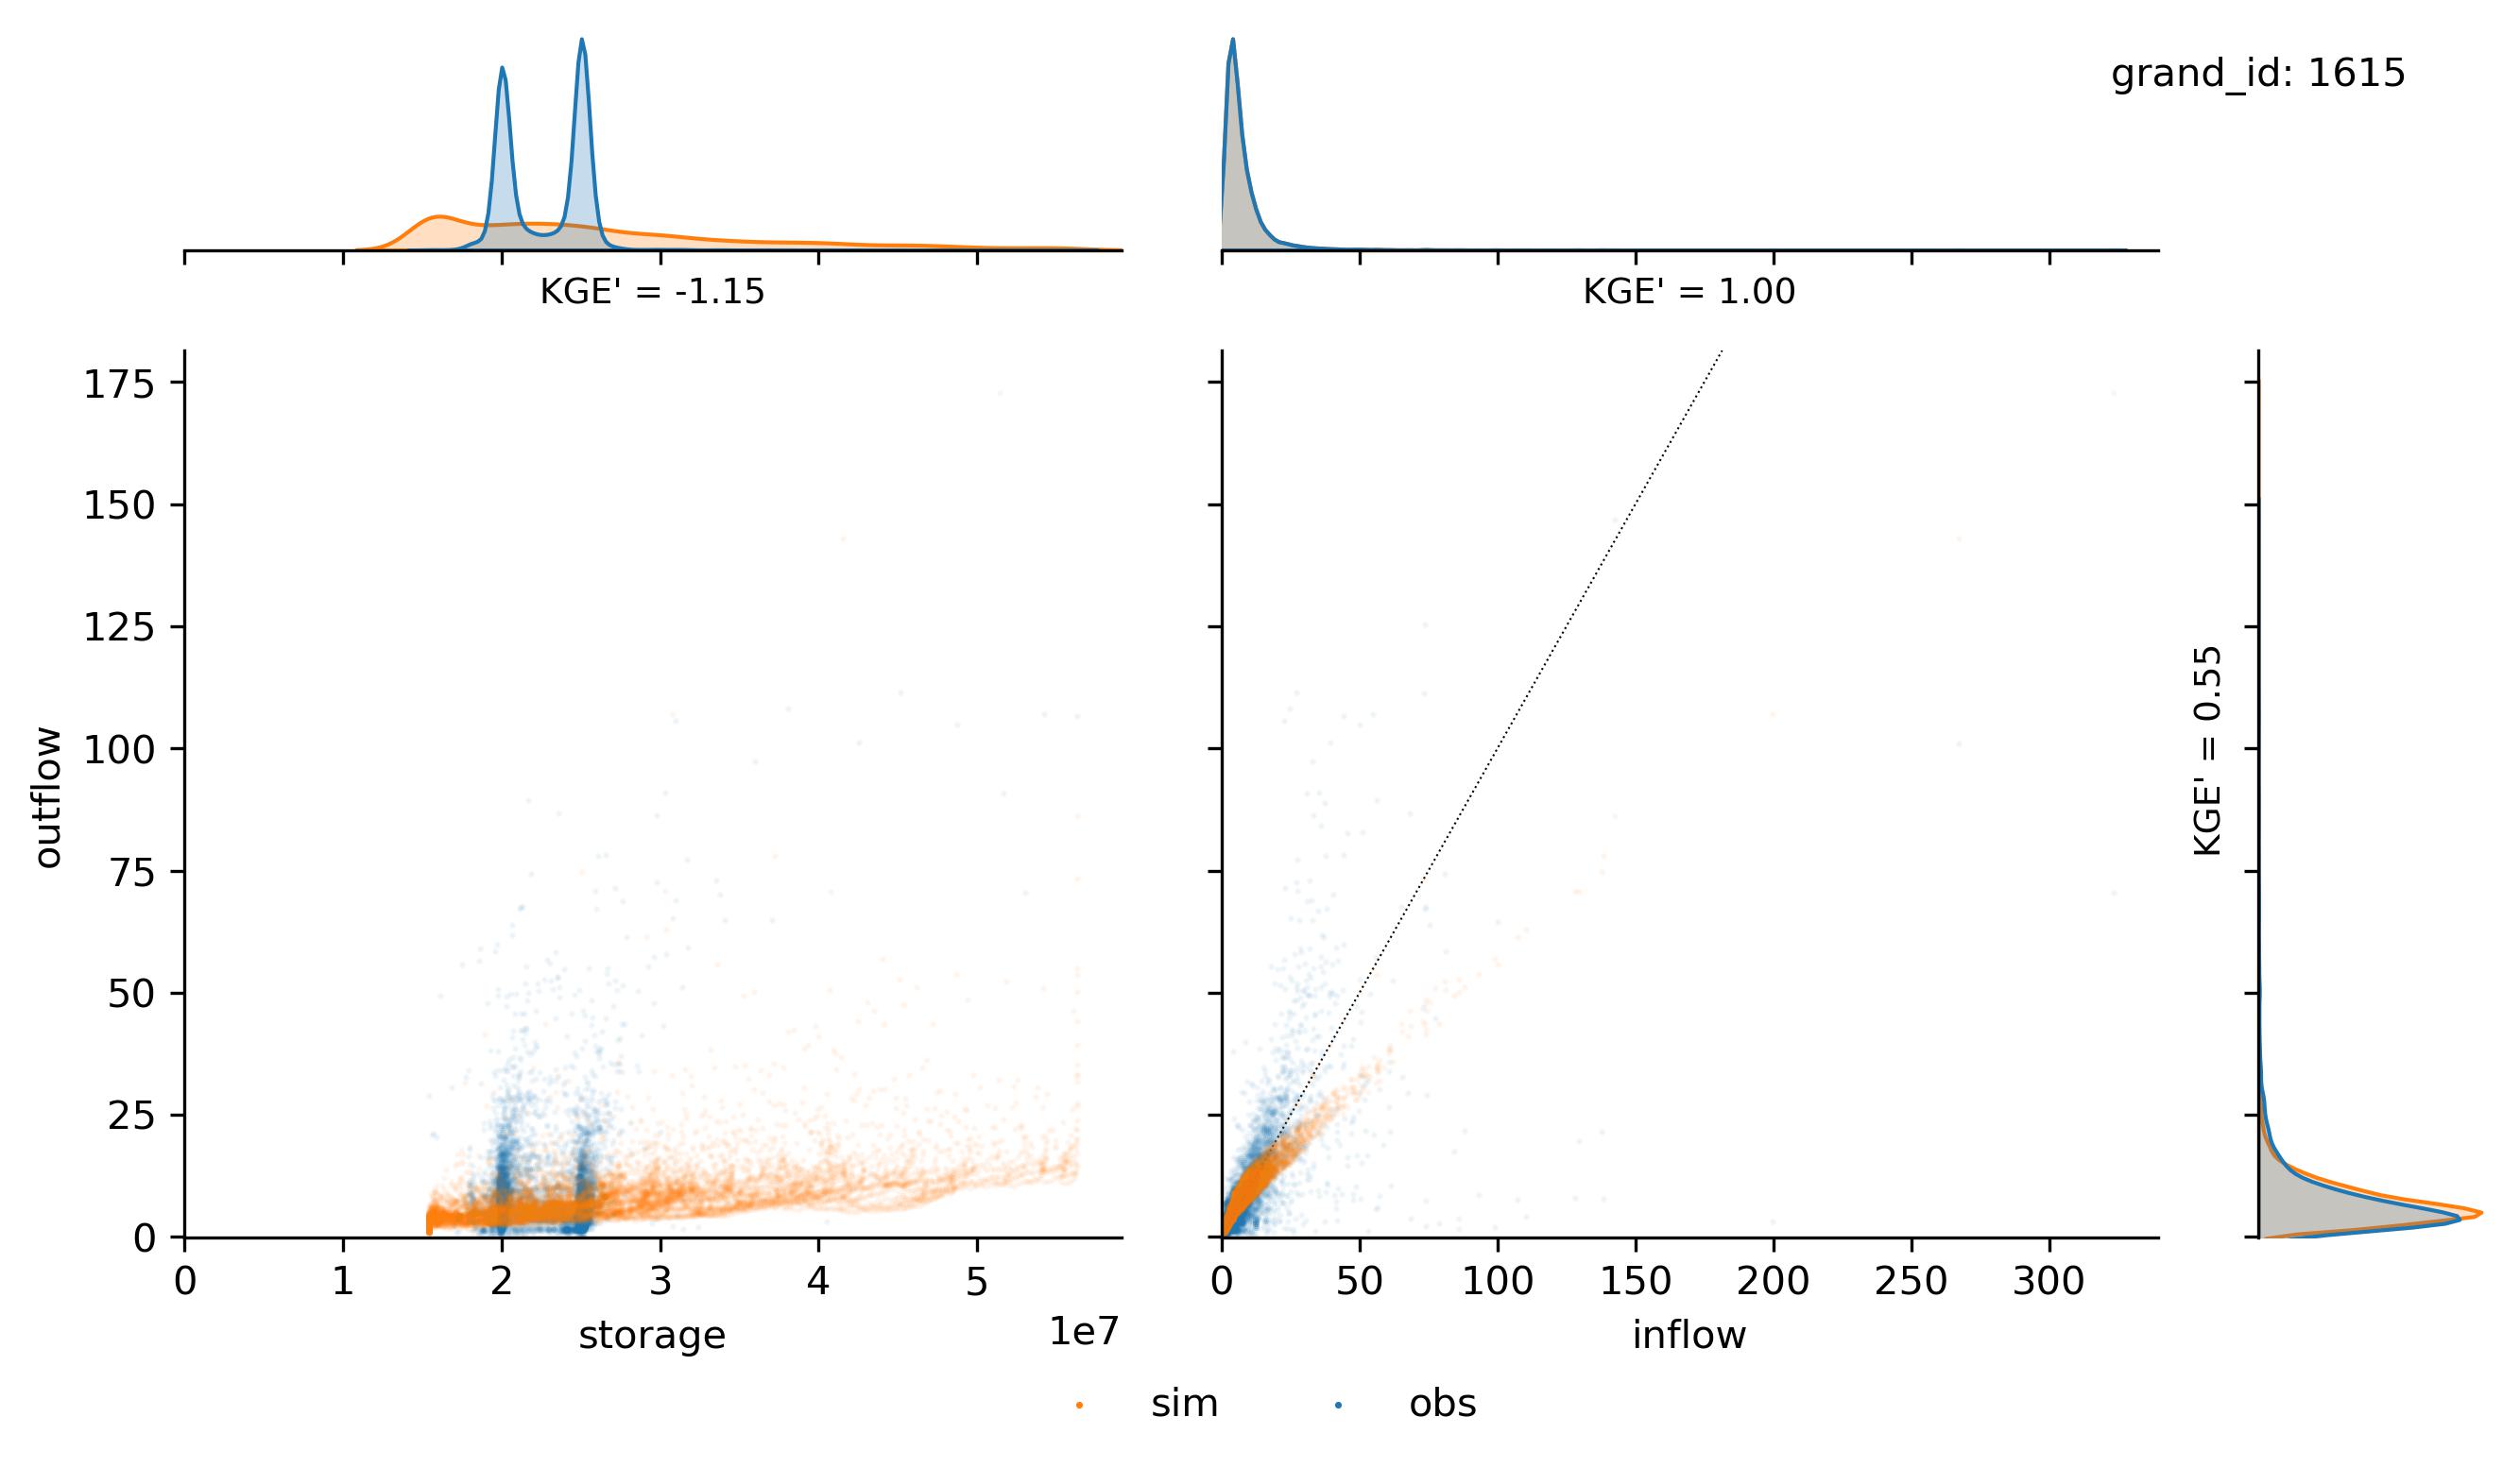 grand_id: 1615
KGE' = -1.15
KGE' = 1.00
175
150
125
100
75
50
25
0
outflow
KGE' = 0.55
0 1 2 3 4 5
1e7
storage
0 50 100 150 200 250 300
inflow
sim obs